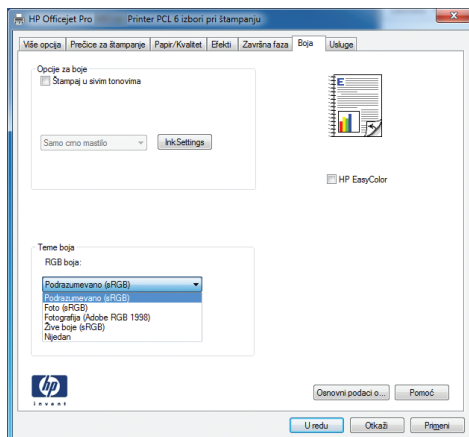 HP Officejet Pro Printer PCL 6 izbori pri štampanju
Više opcija Prečice za štampanje Papir/Kvalitet Efekti Završna faza Boja Usluge
Opcije za boje
Štampaj u sivim tonovima
Samo crno mastilo InkSettings
E
HP EasyColor
Teme boja
RGB boja:
Podrazumevano (sRGB)
Podrazumevano (sRGB)
Foto (sRGB)
Fotografija (Adobe RGB 1998)
Žive boje (sRGB)
Nijedan
hp
invent
Osnovni podaci o... Pomoć
U redu Otkaži Primeni